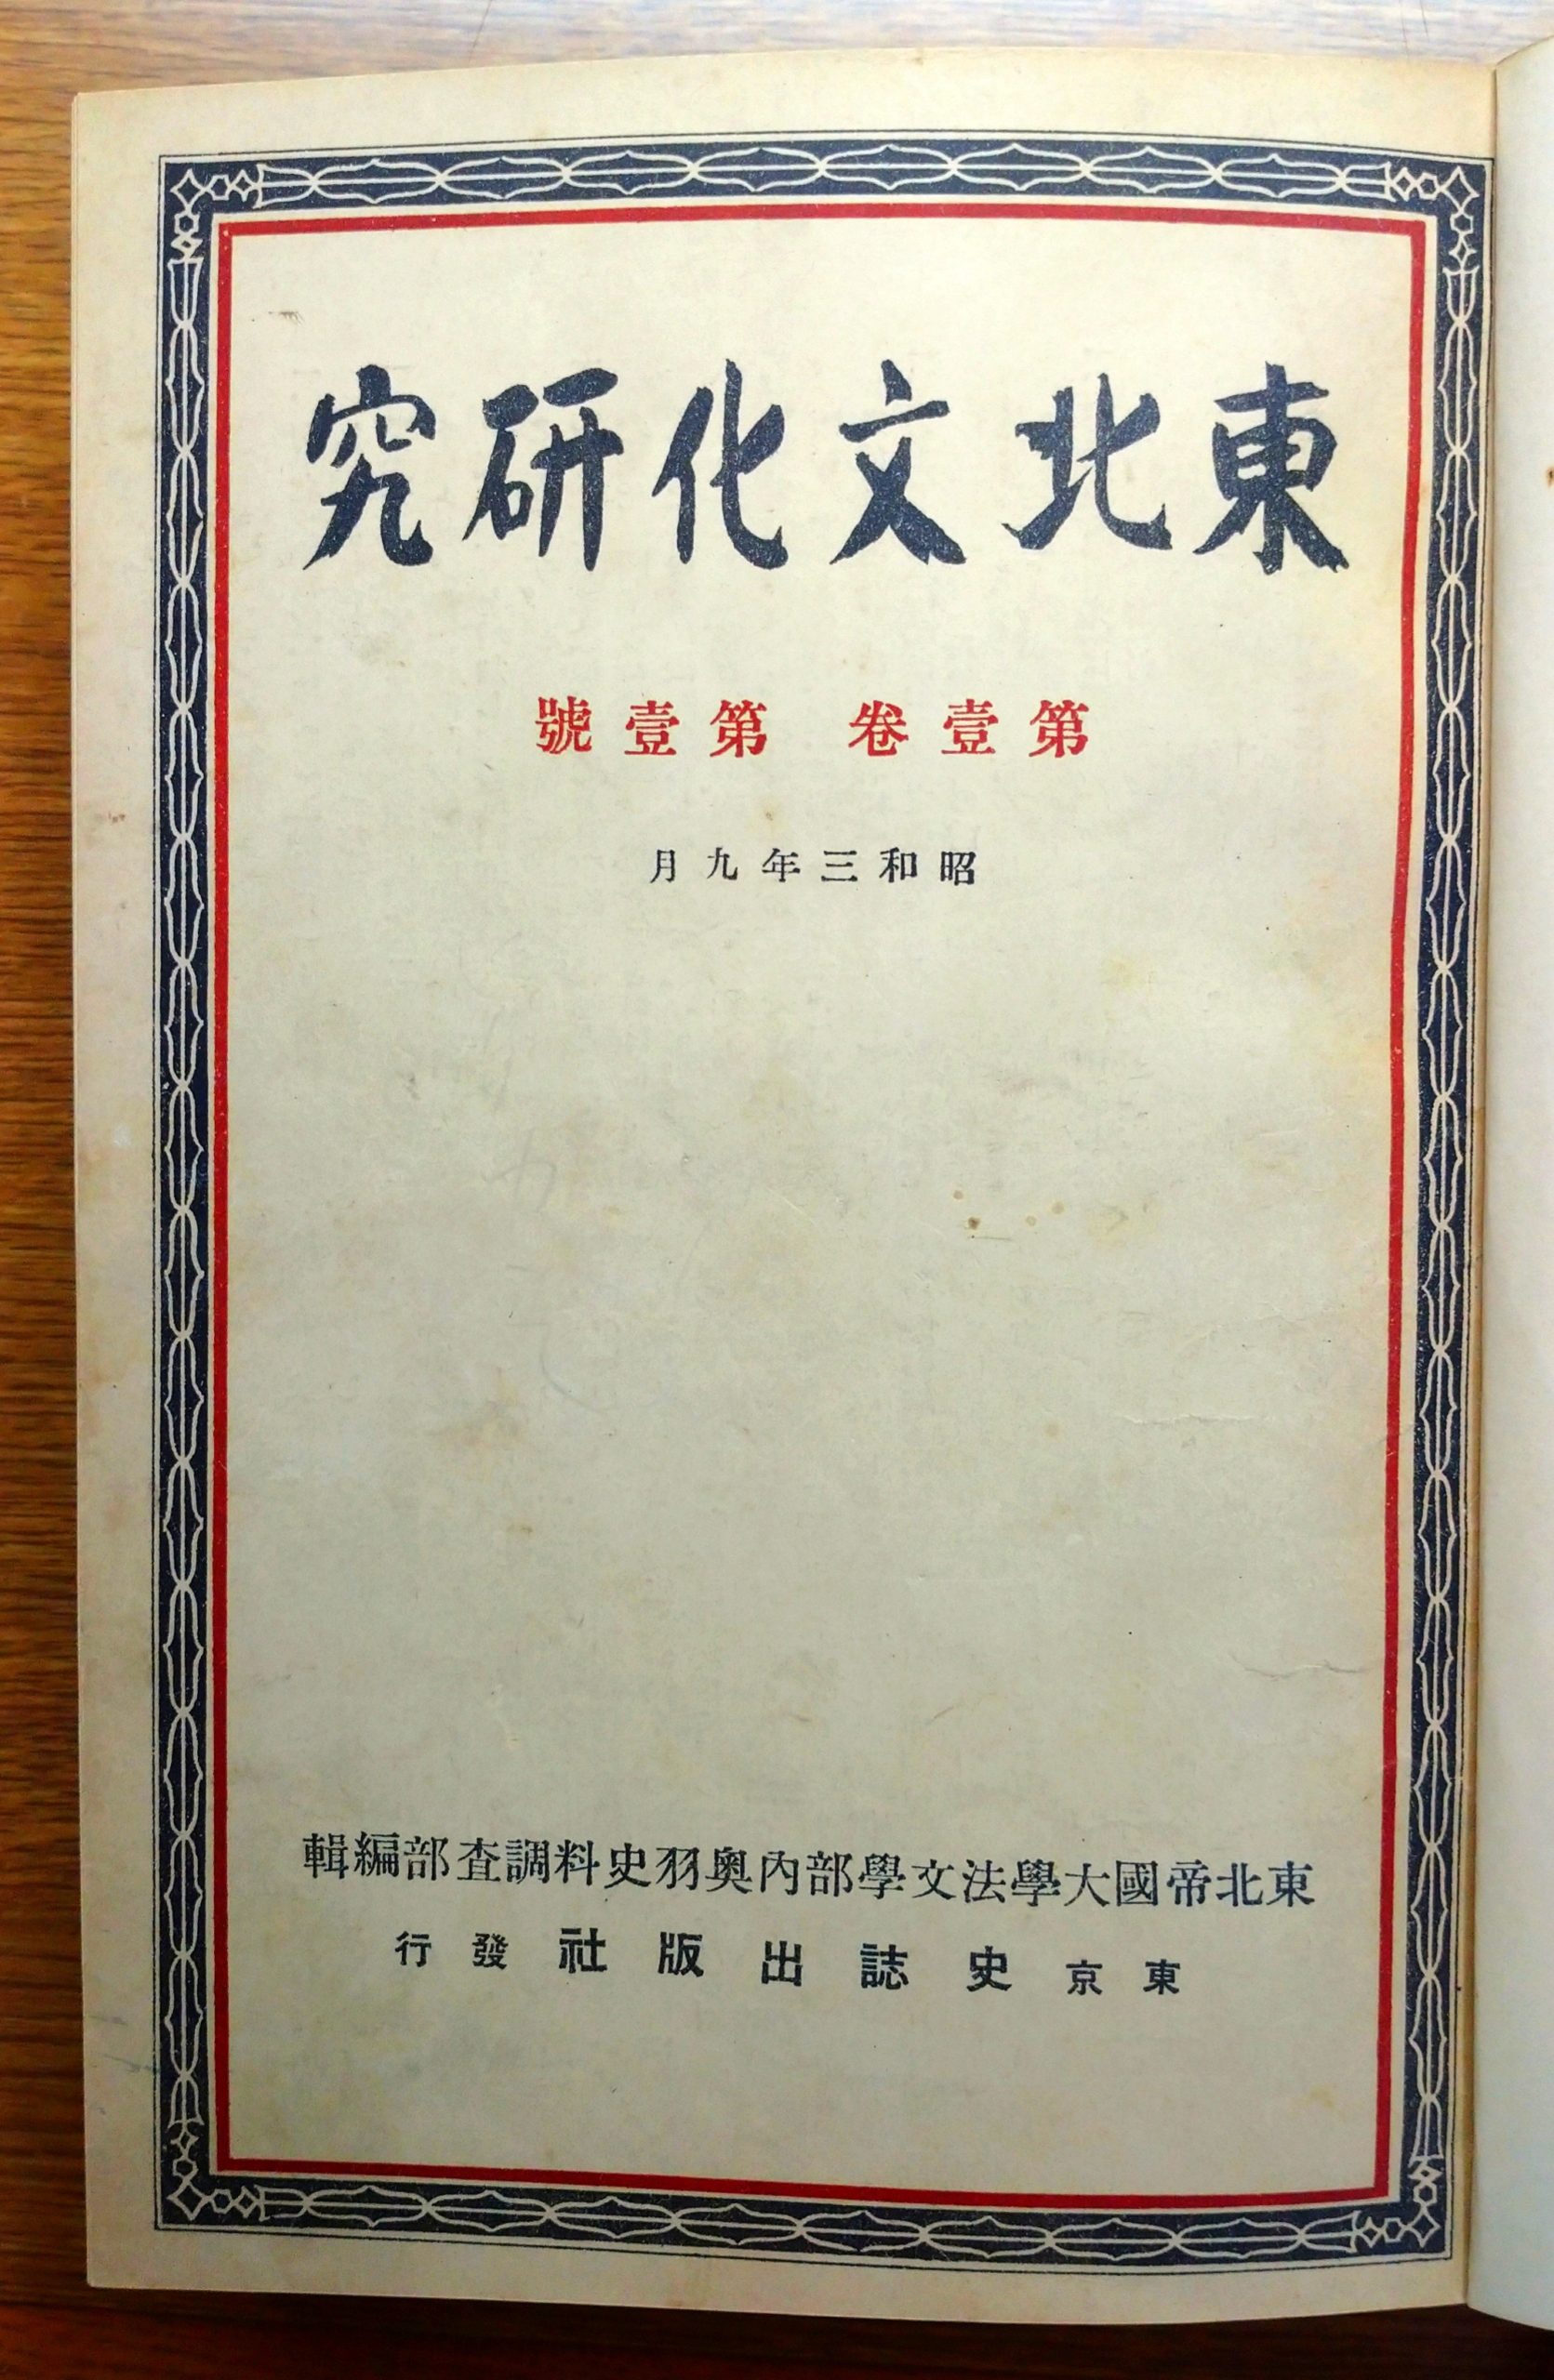 東北文化研究
第壹卷 第壹號
昭和三年九月
東北帝國大學法文學部內奧羽史料調査部編輯
東京 史誌出版社 發行